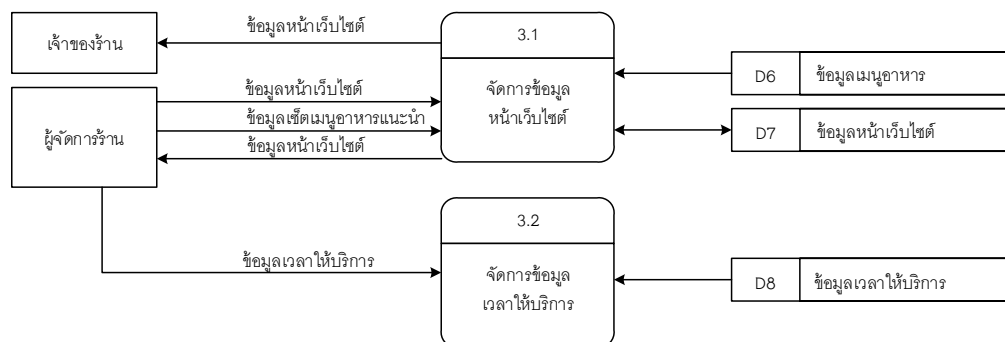 เจ้าของร้าน
ข้อมูลหน้าเว็บไซต์
3.1
จัดการข้อมูล
หน้าเว็บไซต์
D6 ข้อมูลเมนูอาหาร
ผู้จัดการร้าน
ข้อมูลหน้าเว็บไซต์
ข้อมูลเซ็ตเมนูอาหารแนะนำ
ข้อมูลหน้าเว็บไซต์
D7 ข้อมูลหน้าเว็บไซต์
3.2
ข้อมูลเวลาให้บริการ
จัดการข้อมูล
เวลาให้บริการ
D8 ข้อมูลเวลาให้บริการ